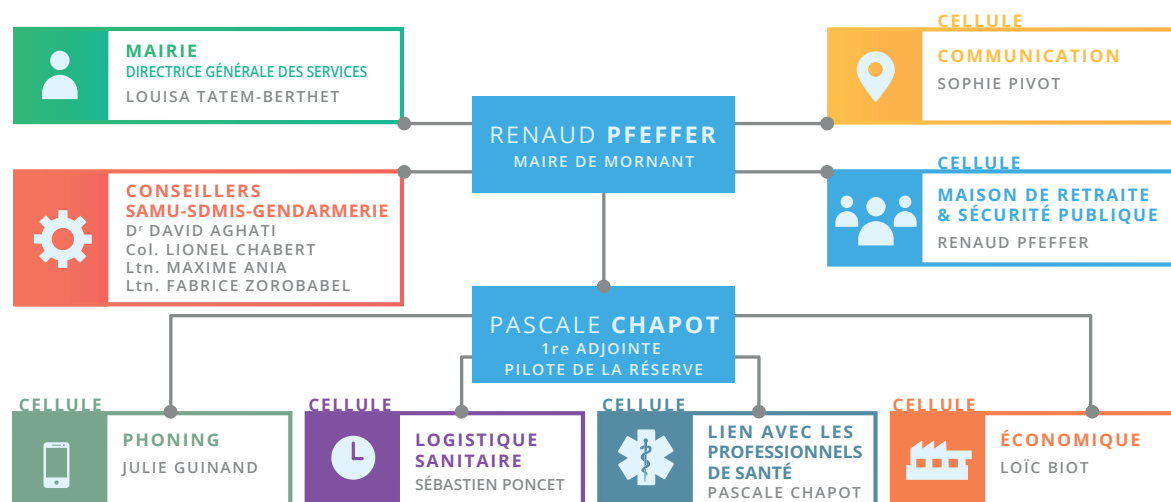 MAIRIE
DIRECTRICE GÉNÉRALE DES SERVICES
LOUISA TATEM-BERTHET
CELLULE
COMMUNICATION
SOPHIE PIVOT
RENAUD PFEFFER
MAIRE DE MORNANT
CONSEILLERS
SAMU-SDMIS-GENDARMERIE
Dʳ DAVID AGHATI
Col. LIONEL CHABERT
Ltn. MAXIME ANIA
Ltn. FABRICE ZOROBABEL
CELLULE
MAISON DE RETRAITE
& SÉCURITÉ PUBLIQUE
RENAUD PFEFFER
PASCALE CHAPOT
1re ADJOINTE
PILOTE DE LA RÉSERVE
CELLULE
PHONING
JULIE GUINAND
CELLULE
LOGISTIQUE
SANITAIRE
SÉBASTIEN PONCET
CELLULE
LIEN AVEC LES
PROFESSIONNELS
DE SANTÉ
PASCALE CHAPOT
CELLULE
ÉCONOMIQUE
LOÏC BIOT